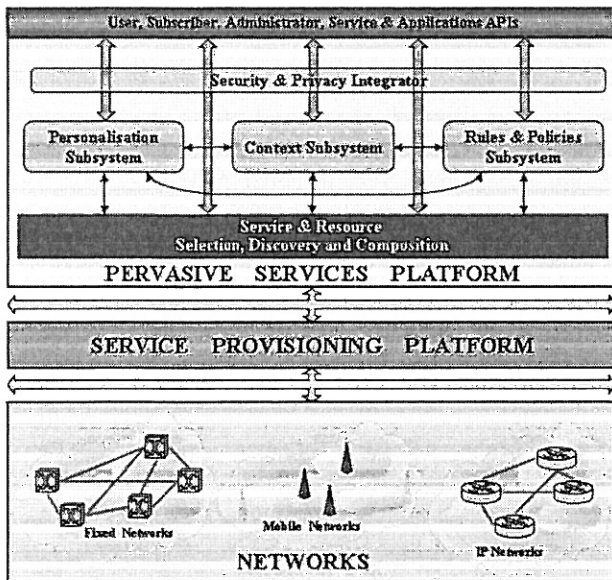 User, Subscriber, Administrator, Service & Applications APIs
Security & Privacy Integrator
Personalisation
Subsystem
Context Subsystem
Rules & Policies
Subsystem
Service & Resource
Selection, Discovery and Composition
PERVASIVE SERVICES PLATFORM
SERVICE PROVISIONING PLATFORM
Fixed Networks
Mobile Networks
IP Networks
NETWORKS